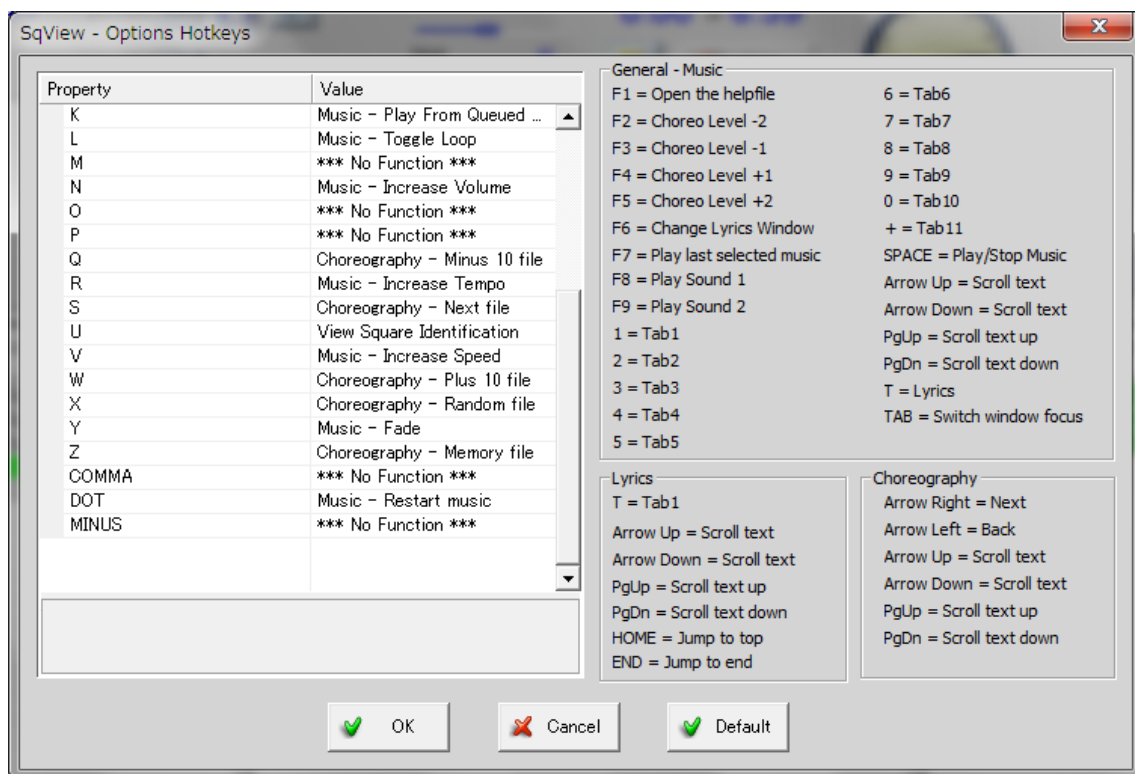 SqView - Options Hotkeys
Property Value
K Music - Play From Queued ...
L Music - Toggle Loop
M *** No Function ***
N Music - Increase Volume
O *** No Function ***
P *** No Function ***
Q Choreography - Minus 10 file
R Music - Increase Tempo
S Choreography - Next file
U View Square Identification
V Music - Increase Speed
W Choreography - Plus 10 file
X Choreography - Random file
Y Music - Fade
Z Choreography - Memory file
COMMA *** No Function ***
DOT Music - Restart music
MINUS *** No Function ***
General - Music
F1 = Open the helpfile
F2 = Choreo Level -2
F3 = Choreo Level -1
F4 = Choreo Level +1
F5 = Choreo Level +2
F6 = Change Lyrics Window
F7 = Play last selected music
F8 = Play Sound 1
F9 = Play Sound 2
1 = Tab1
2 = Tab2
3 = Tab3
4 = Tab4
5 = Tab5
6 = Tab6
7 = Tab7
8 = Tab8
9 = Tab9
0 = Tab10
+ = Tab11
SPACE = Play/Stop Music
Arrow Up = Scroll text
Arrow Down = Scroll text
PgUp = Scroll text up
PgDn = Scroll text down
T = Lyrics
TAB = Switch window focus
Lyrics
T = Tab1
Arrow Up = Scroll text
Arrow Down = Scroll text
PgUp = Scroll text up
PgDn = Scroll text down
HOME = Jump to top
END = Jump to end
Choreography
Arrow Right = Next
Arrow Left = Back
Arrow Up = Scroll text
Arrow Down = Scroll text
PgUp = Scroll text up
PgDn = Scroll text down
OK
Cancel
Default